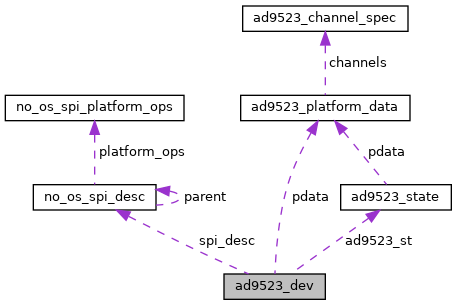 ad9523_channel_spec
channels
no_os_spi_platform_ops
ad9523_platform_data
platform_ops
pdata
no_os_spi_desc
parent
pdata
ad9523_state
spi_desc
ad9523_st
ad9523_dev